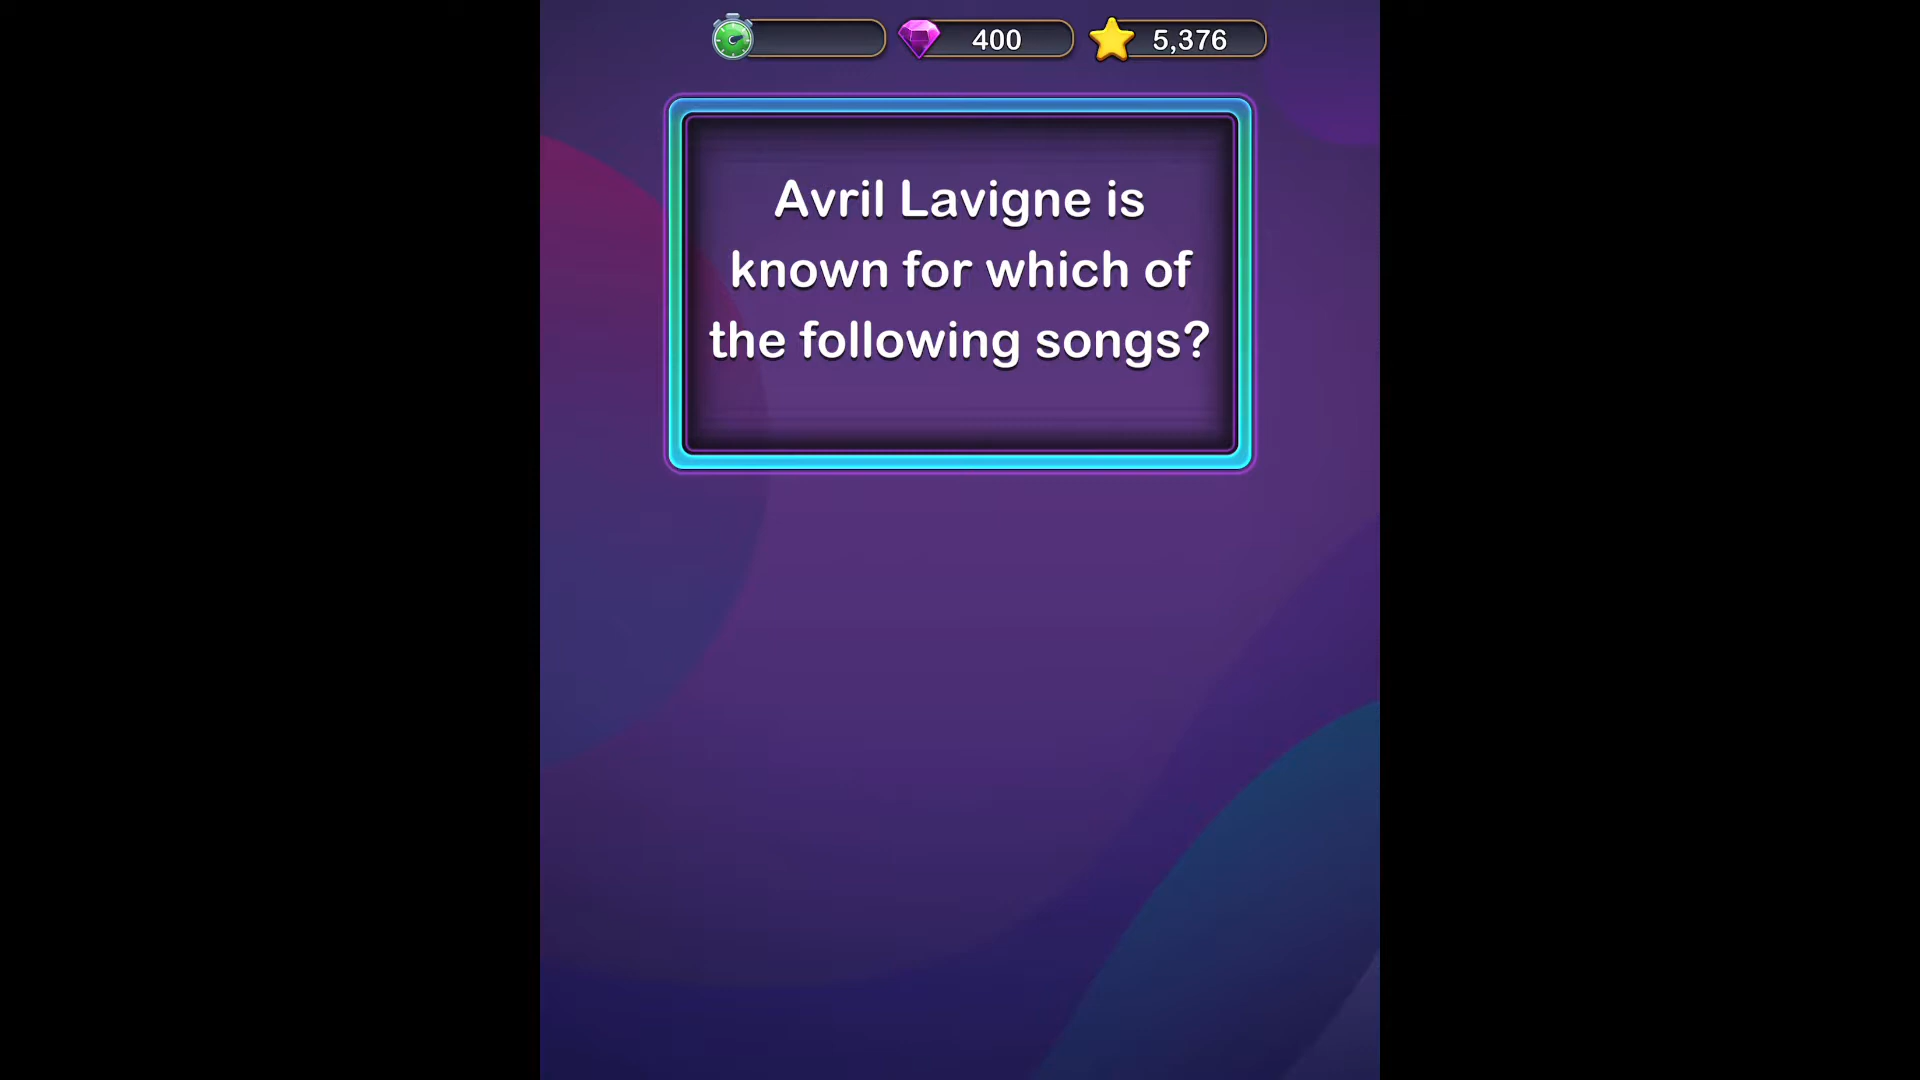 400
5,376
Avril Lavigne is
known for which of
the following songs?